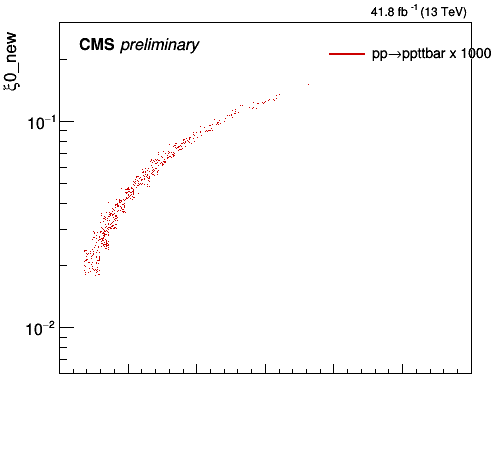 41.8 fb⁻¹ (13 TeV)
CMS preliminary
pp→ppttbar x 1000
ξ0_new
10⁻¹
10⁻²